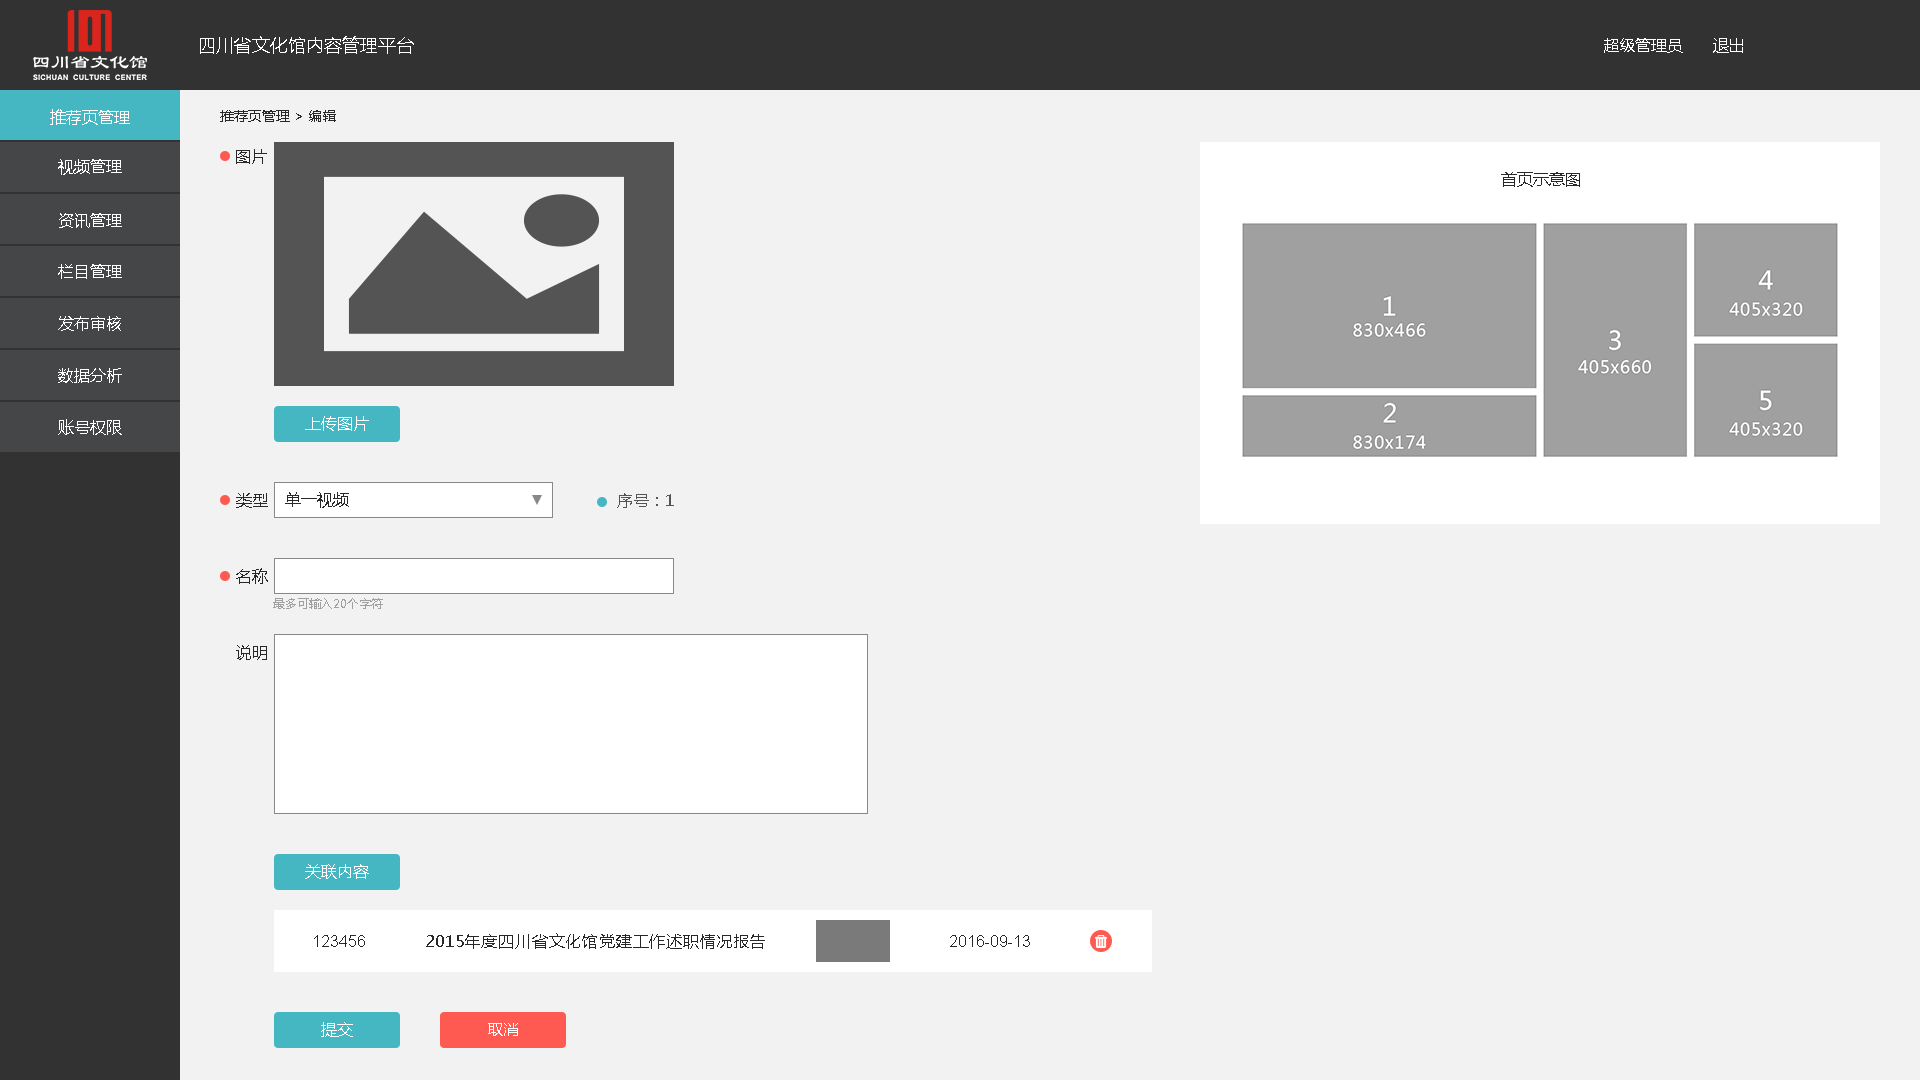 四川省文化馆
SICHUAN CULTURE CENTER
四川省文化馆内容管理平台
超级管理员 退出
推荐页管理
视频管理
资讯管理
栏目管理
发布审核
数据分析
账号权限
推荐页管理 > 编辑
图片
上传图片
类型 单一视频 序号：1
名称
最多可输入20个字符
说明
关联内容
123456 2015年度四川省文化馆党建工作述职情况报告 2016-09-13
提交 取消
首页示意图
1
830x466
2
830x174
3
405x660
4
405x320
5
405x320